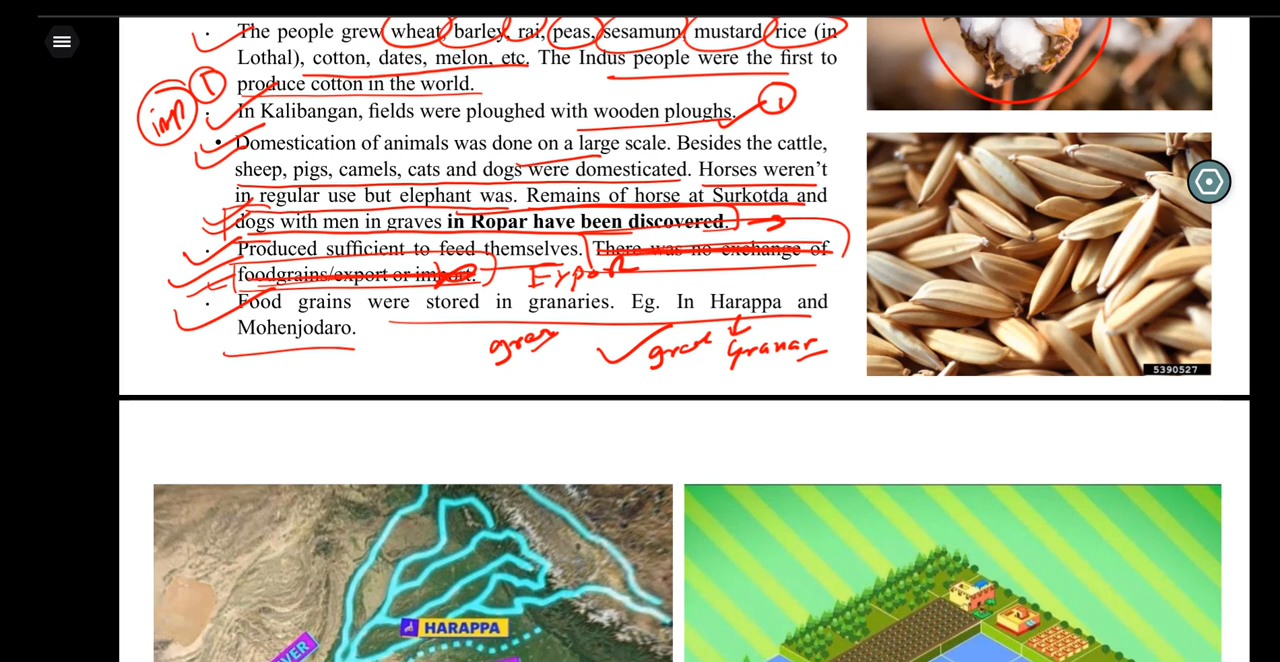 · The people grew wheat, barley, rai, peas, sesamum, mustard, rice (in
Lothal), cotton, dates, melon, etc. The Indus people were the first to
produce cotton in the world.
imp
1
· In Kalibangan, fields were ploughed with wooden ploughs.
1
• Domestication of animals was done on a large scale. Besides the cattle,
sheep, pigs, camels, cats and dogs were domesticated. Horses weren’t
in regular use but elephant was. Remains of horse at Surkotda and
dogs with men in graves in Ropar have been discovered.
· Produced sufficient to feed themselves. There was no exchange of
foodgrains/export or import.
Export
· Food grains were stored in granaries. Eg. In Harappa and
Mohenjodaro.
Granar
5390527
HARAPPA
VER